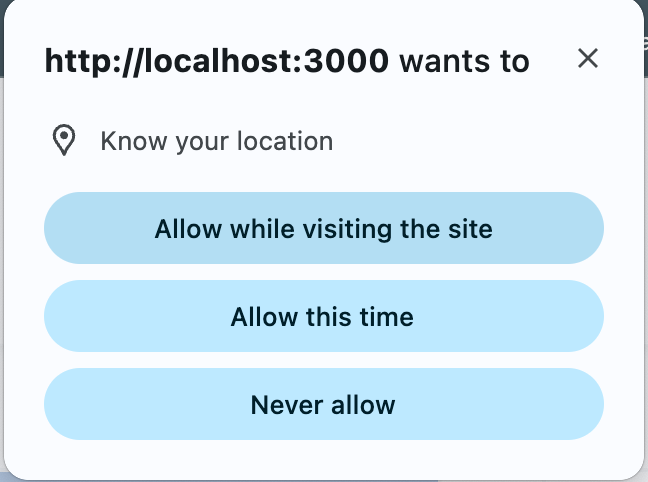 http://localhost:3000 wants to
Know your location
Allow while visiting the site
Allow this time
Never allow